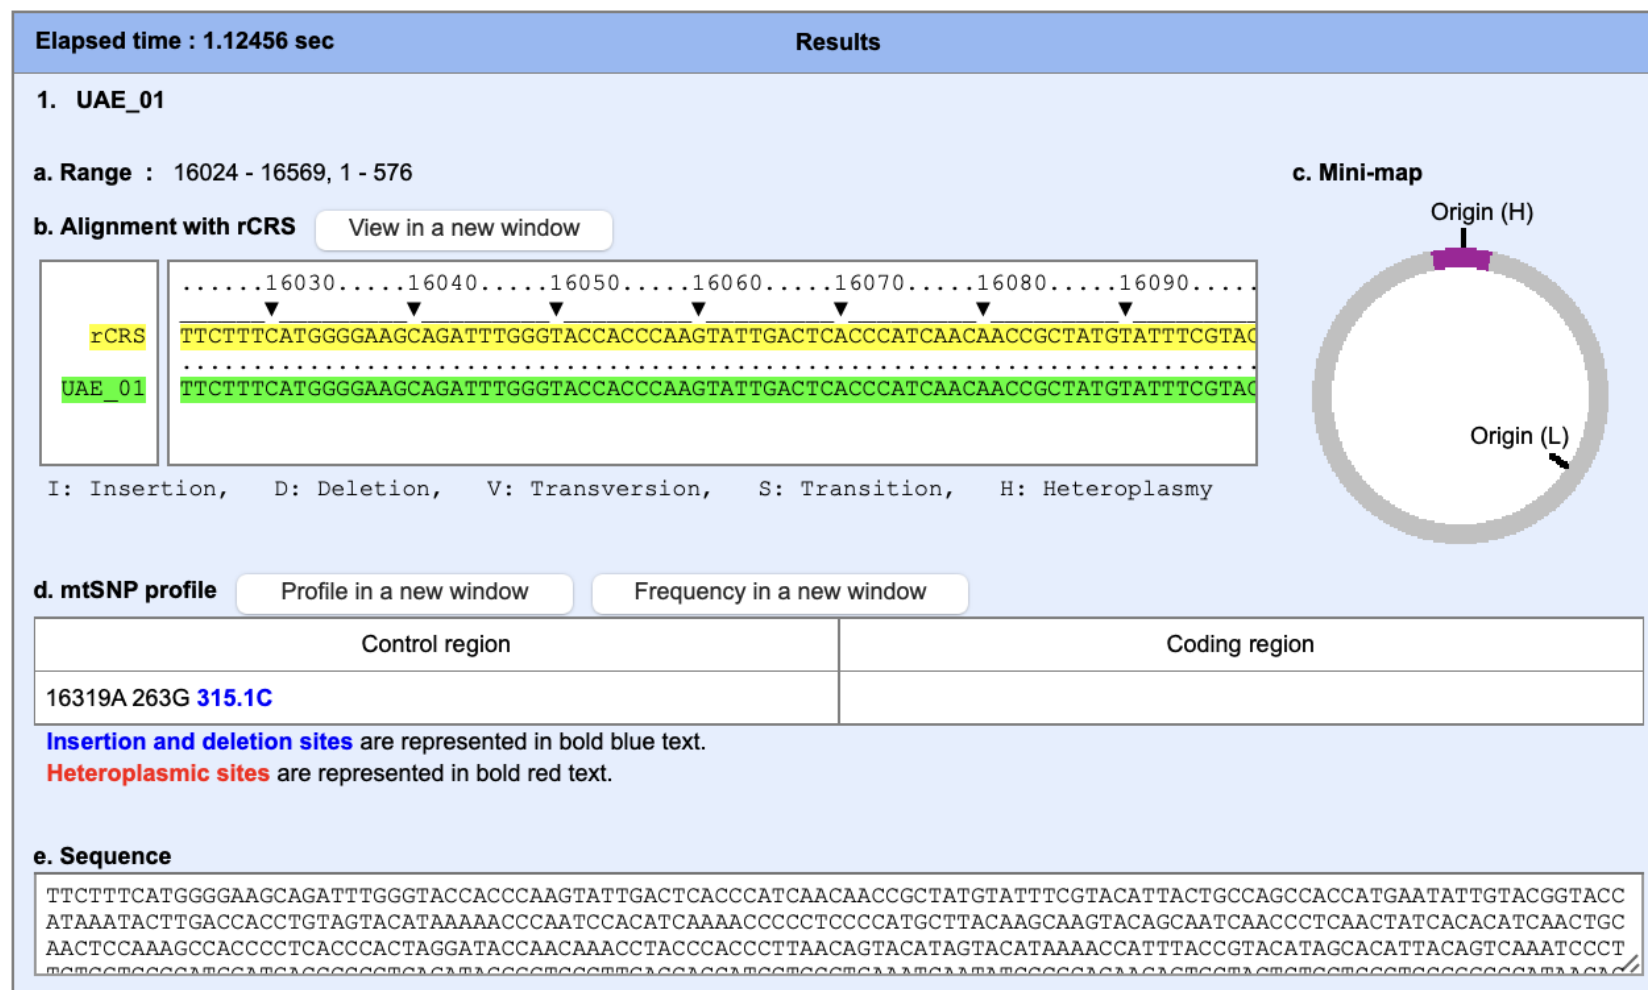 Elapsed time : 1.12456 sec Results
1. UAE_01
a. Range : 16024 - 16569, 1 - 576
c. Mini-map
Origin (H)
Origin (L)
b. Alignment with rCRS View in a new window
......16030.....16040.....16050.....16060.....16070.....16080.....16090.....
rCRS TTCTTTCATGGGGAAGCAGATTTGGGTACCACCCAAGTATTGACTCACCCATCAACAACCGCTATGTATTTCGTAC
UAE_01 TTCTTTCATGGGGAAGCAGATTTGGGTACCACCCAAGTATTGACTCACCCATCAACAACCGCTATGTATTTCGTAC
I: Insertion, D: Deletion, V: Transversion, S: Transition, H: Heteroplasmy
d. mtSNP profile Profile in a new window Frequency in a new window
Control region Coding region
16319A 263G 315.1C
Insertion and deletion sites are represented in bold blue text.
Heteroplasmic sites are represented in bold red text.
e. Sequence
TTCTTTCATGGGGAAGCAGATTTGGGTACCACCCAAGTATTGACTCACCCATCAACAACCGCTATGTATTTCGTACATTACTGCCAGCCACCATGAATATTGTACGGTACC
ATAAATACTTGACCACCTGTAGTACATAAAAACCCAATCCACATCAAAACCCCCTCCCCATGCTTACAAGCAAGTACAGCAATCAACCCTCAACTATCACACATCAACTGC
AACTCCAAAGCCACCCCTCACCCACTAGGATACCAACAAACCTACCCACCCTTAACAGTACATAGTACATAAAACCATTTACCGTACATAGCACATTACAGTCAAATCCCT